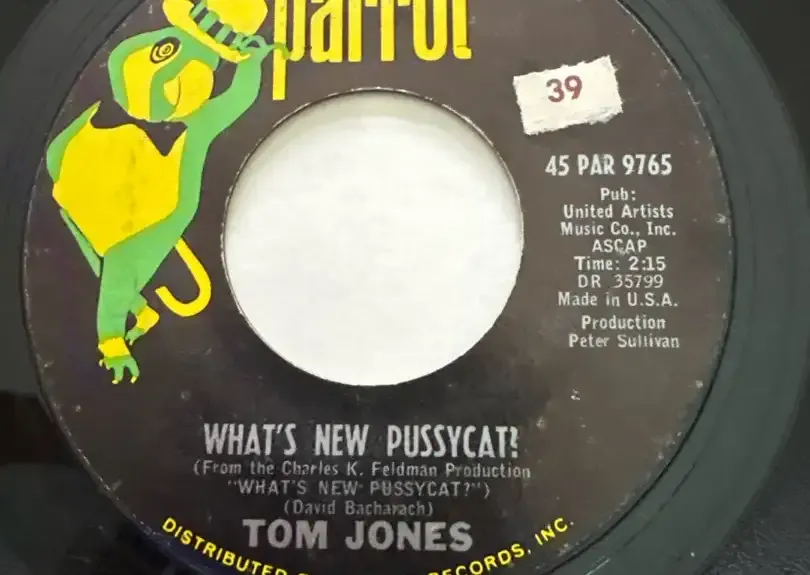 parrot
39
45 PAR 9765
Pub:
United Artists
Music Co., Inc.
ASCAP
Time: 2:15
DR 35799
Made in U.S.A.
Production
Peter Sullivan
WHAT'S NEW PUSSYCAT?
(From the Charles K. Feldman Production
"WHAT'S NEW PUSSYCAT?")
(David Bacharach)
TOM JONES
DISTRIBUTED RECORDS, INC.